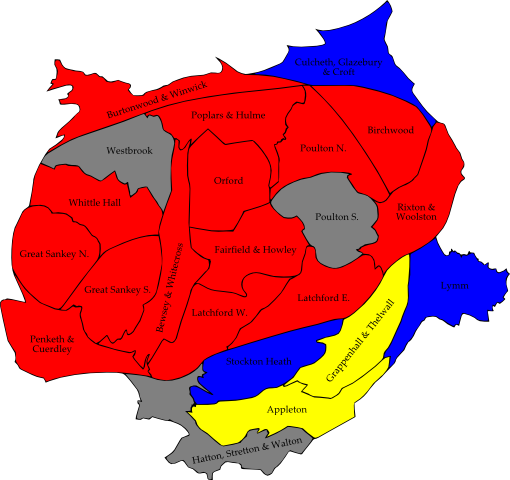 Culcheth, Glazebury
& Croft
Burtonwood & Winwick
Poplars & Hulme
Birchwood
Westbrook
Poulton N.
Orford
Whittle Hall
Rixton &
Woolston
Poulton S.
Great Sankey N.
Fairfield & Howley
Bewsey & Whitecross
Great Sankey S.
Lymm
Latchford E.
Latchford W.
Grappenhall & Thelwall
Penketh &
Cuerdley
Stockton Heath
Appleton
Hatton, Stretton & Walton